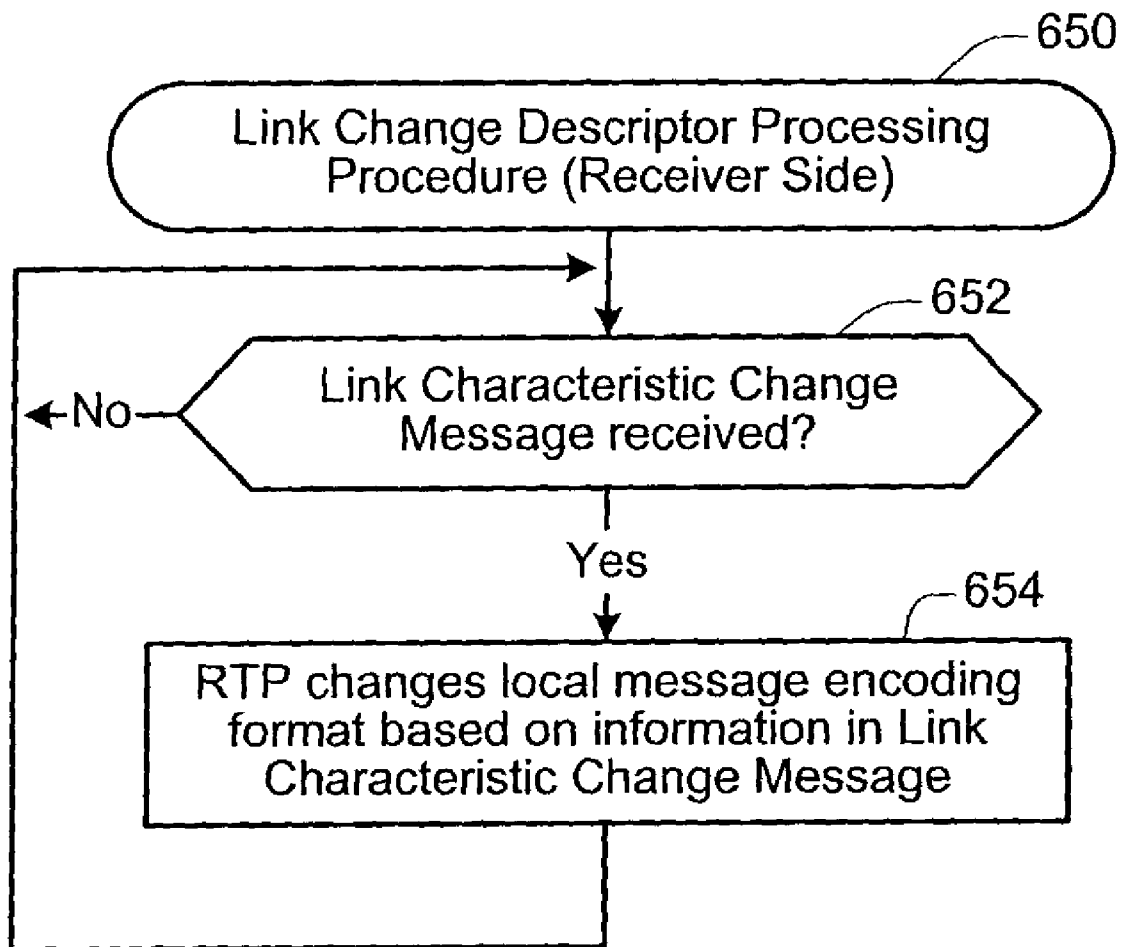 650
Link Change Descriptor Processing
Procedure (Receiver Side)
652
Link Characteristic Change
Message received?
No
Yes
654
RTP changes local message encoding
format based on information in Link
Characteristic Change Message